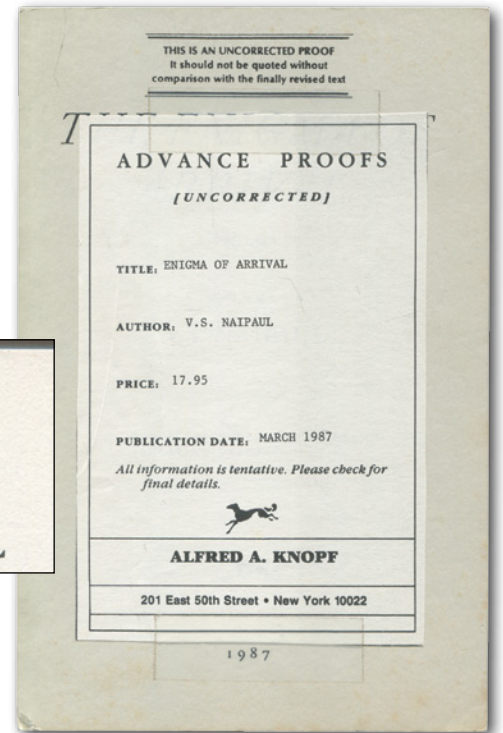 THIS IS AN UNCORRECTED PROOF
It should not be quoted without
comparison with the finally revised text
ADVANCE PROOFS
[UNCORRECTED]
TITLE: ENIGMA OF ARRIVAL
AUTHOR: V.S. NAIPAUL
PRICE: 17.95
PUBLICATION DATE: MARCH 1987
All information is tentative. Please check for
final details.
ALFRED A. KNOPF
201 East 50th Street • New York 10022
1987